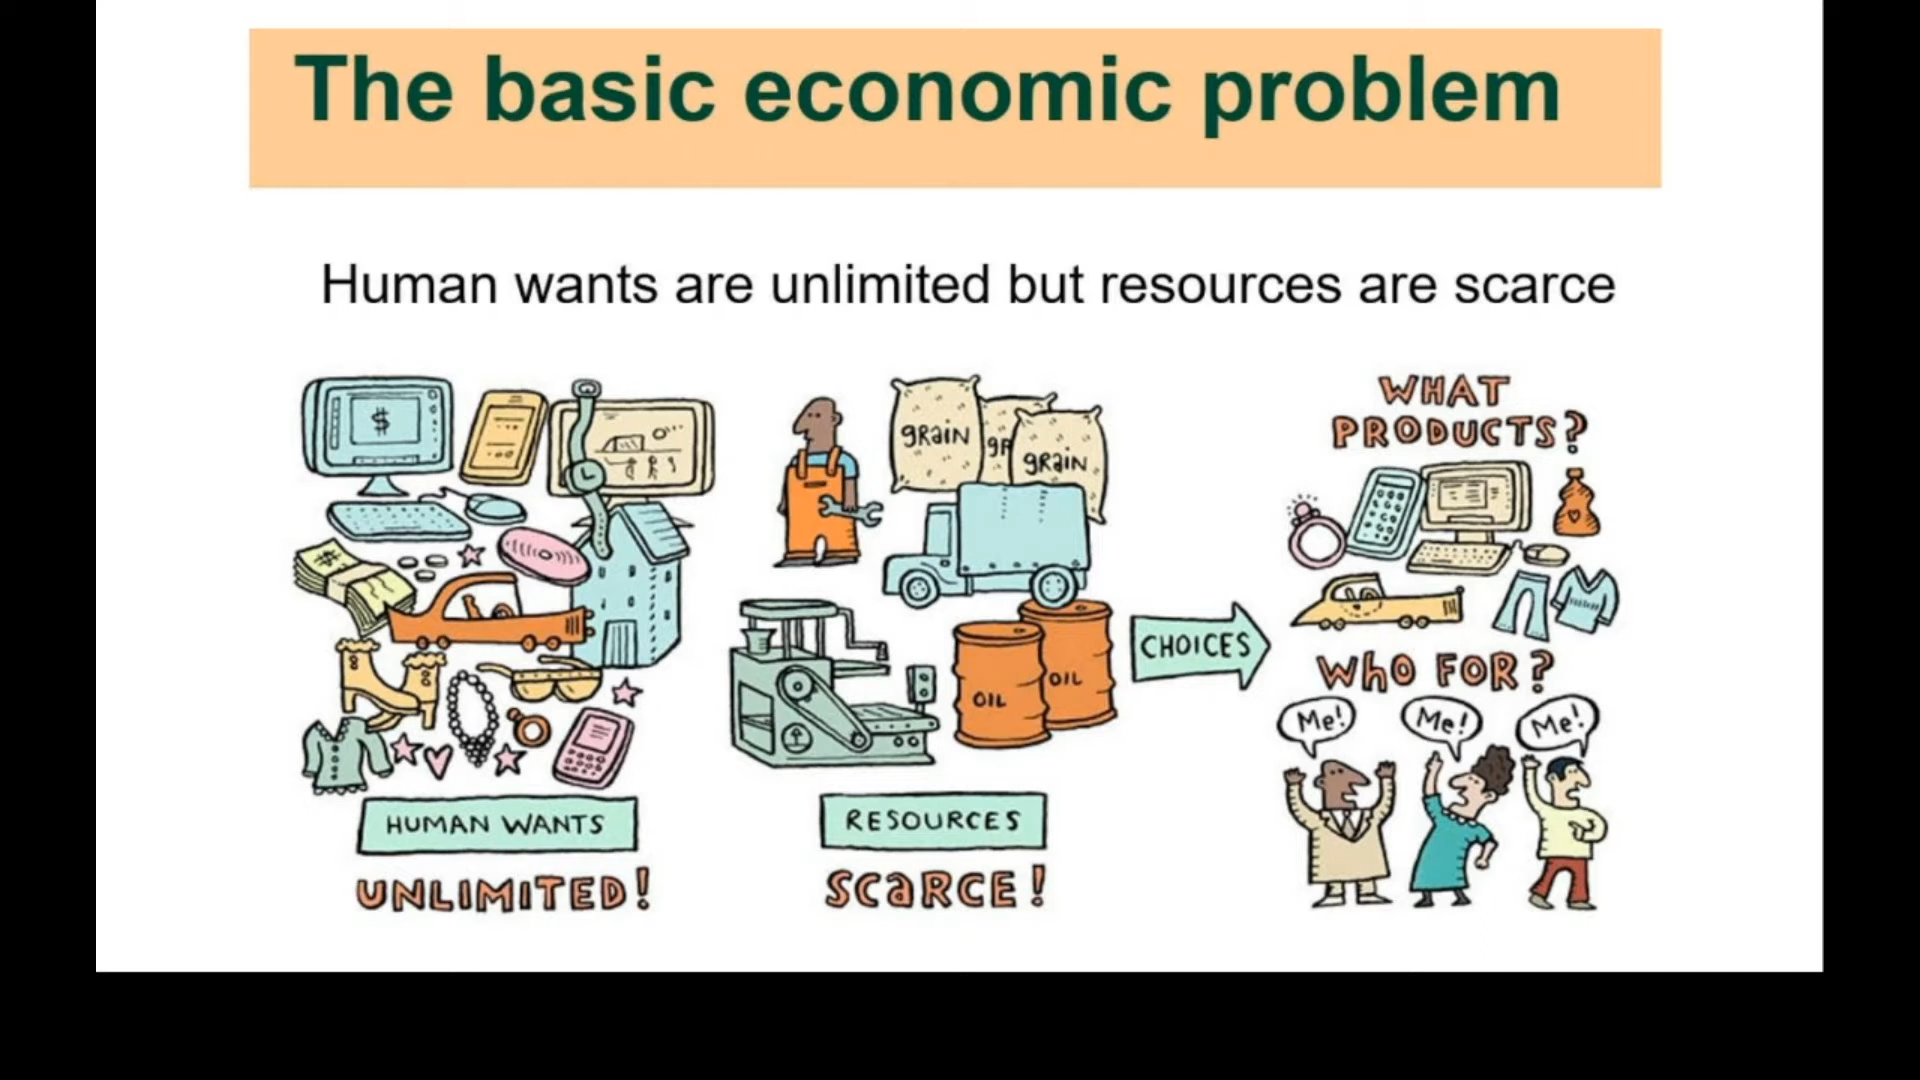 The basic economic problem
Human wants are unlimited but resources are scarce
$
$
GRAIN
GR
GRAIN
OIL
OIL
HUMAN WANTS
UNLIMITED!
RESOURCES
SCARCE!
CHOICES
WHAT
PRODUCTS?
WHO FOR?
Me!
Me!
Me!